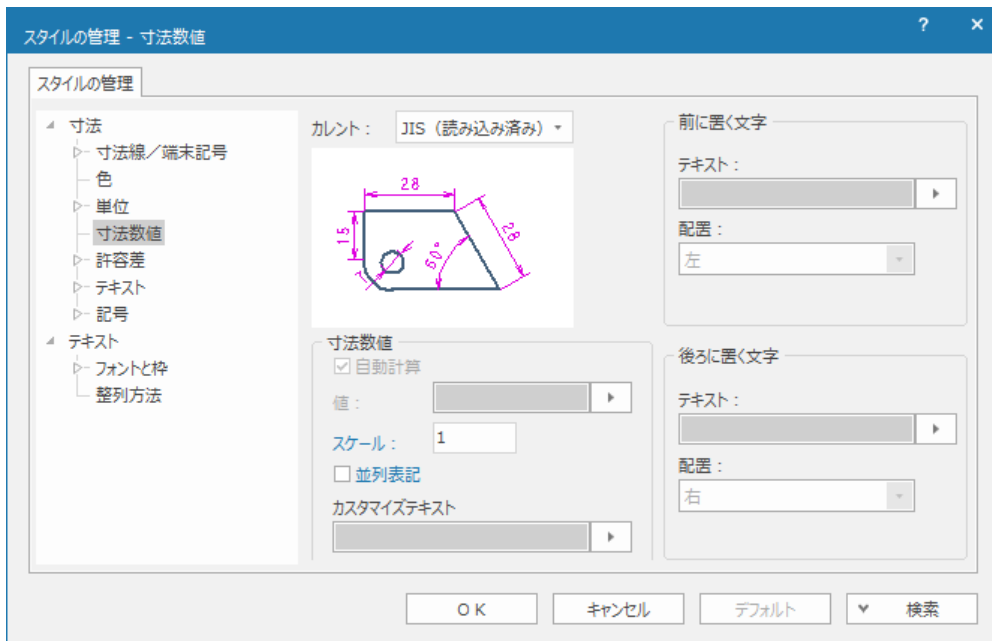 スタイルの管理 - 寸法数値
?
×
スタイルの管理
寸法
寸法線／端末記号
色
単位
寸法数値
許容差
テキスト
記号
テキスト
フォントと枠
整列方法
カレント： JIS（読み込み済み）
28
15
28
60°
7
寸法数値
自動計算
値：
スケール： 1
並列表記
カスタマイズテキスト
前に置く文字
テキスト：
配置：
左
後ろに置く文字
テキスト：
配置：
右
OK
キャンセル
デフォルト
検索